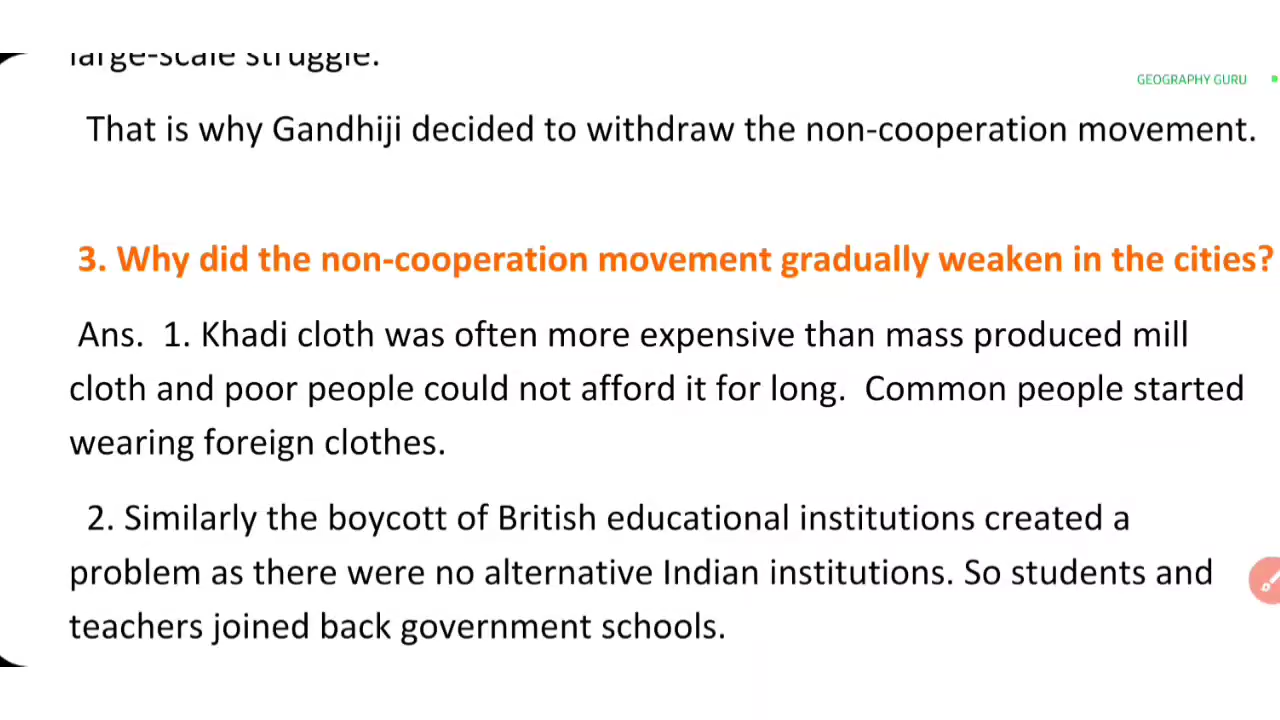 large-scale struggle.
GEOGRAPHY GURU
That is why Gandhiji decided to withdraw the non-cooperation movement.
3. Why did the non-cooperation movement gradually weaken in the cities?
Ans. 1. Khadi cloth was often more expensive than mass produced mill
cloth and poor people could not afford it for long. Common people started
wearing foreign clothes.
2. Similarly the boycott of British educational institutions created a
problem as there were no alternative Indian institutions. So students and
teachers joined back government schools.